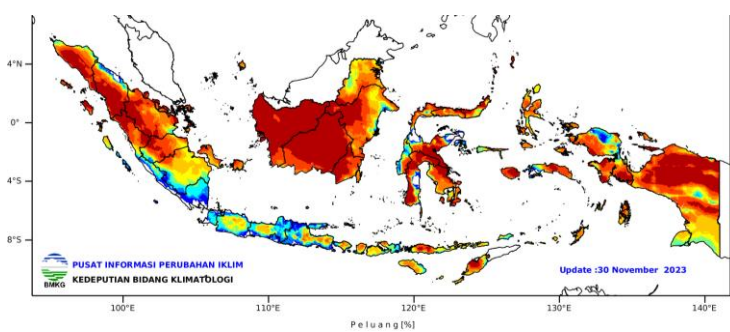 4°N
0°
4°S
8°S
PUSAT INFORMASI PERUBAHAN IKLIM
BMKG
KEDEPUTIAN BIDANG KLIMATOLOGI
Update :30 November 2023
100°E
110°E
120°E
130°E
140°E
Peluang [%]